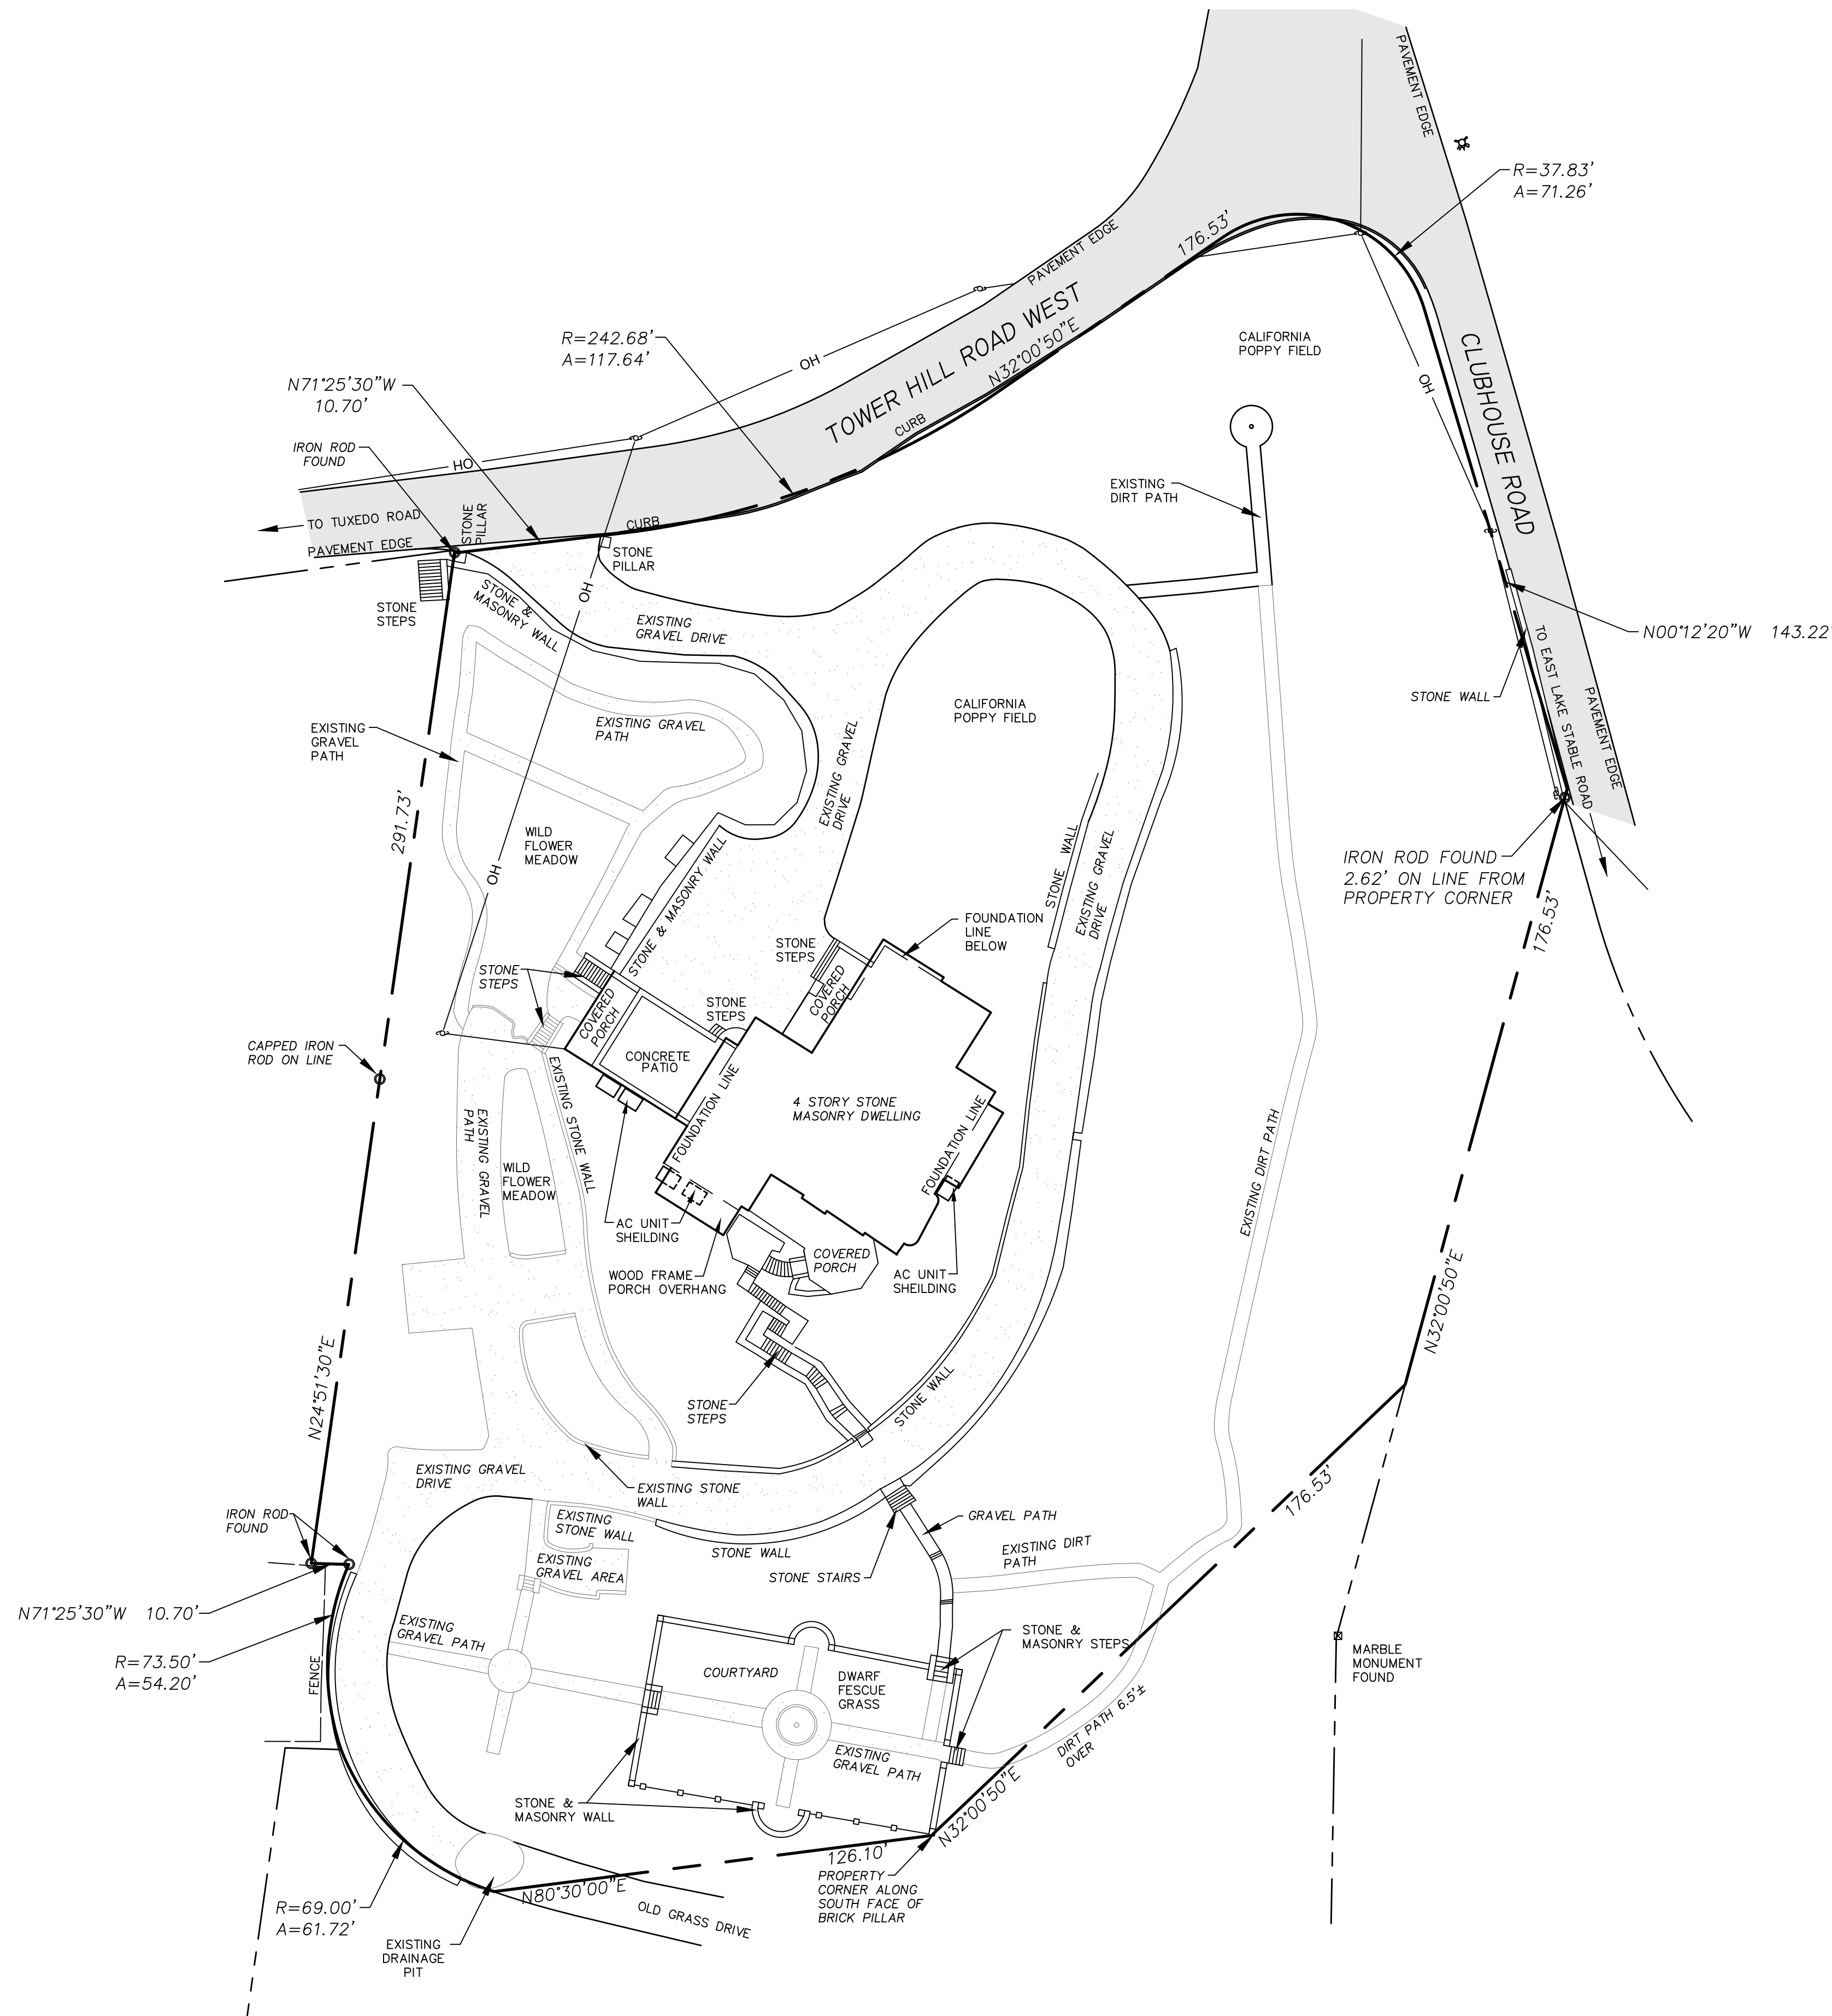 PAVEMENT EDGE
R=37.83'
A=71.26'
176.53'
PAVEMENT EDGE
TOWER HILL ROAD WEST
N32°00'50"E
CURB
R=242.68'
A=117.64'
OH
N71°25'30"W
10.70'
IRON ROD
FOUND
OH
STONE
PILLAR
TO TUXEDO ROAD
PAVEMENT EDGE
CURB
STONE
PILLAR
CALIFORNIA
POPPY FIELD
OH
CLUBHOUSE ROAD
EXISTING
DIRT PATH
STONE
STEPS
STONE &
MASONRY WALL
OH
EXISTING
GRAVEL DRIVE
N00°12'20"W 143.22'
TO EAST LAKE STABLE ROAD
PAVEMENT EDGE
STONE WALL
EXISTING
GRAVEL
PATH
EXISTING GRAVEL
PATH
EXISTING GRAVEL
DRIVE
CALIFORNIA
POPPY FIELD
291.73'
WILD
FLOWER
MEADOW
OH
STONE & MASONRY WALL
STONE WALL
EXISTING GRAVEL
DRIVE
IRON ROD FOUND
2.62' ON LINE FROM
PROPERTY CORNER
176.53'
FOUNDATION
LINE
BELOW
STONE
STEPS
STONE
STEPS
COVERED
PORCH
COVERED
PORCH
STONE
STEPS
CAPPED IRON
ROD ON LINE
CONCRETE
PATIO
FOUNDATION LINE
4 STORY STONE
MASONRY DWELLING
FOUNDATION LINE
EXISTING STONE WALL
EXISTING GRAVEL
PATH
WILD
FLOWER
MEADOW
EXISTING DIRT PATH
AC UNIT
SHEILDING
COVERED
PORCH
WOOD FRAME
PORCH OVERHANG
AC UNIT
SHEILDING
N32°00'50"E
N24°51'30"E
STONE
STEPS
STONE WALL
EXISTING GRAVEL
DRIVE
EXISTING STONE
WALL
176.53'
IRON ROD
FOUND
EXISTING
STONE WALL
STONE WALL
GRAVEL PATH
EXISTING DIRT
PATH
EXISTING
GRAVEL AREA
STONE STAIRS
N71°25'30"W 10.70'
EXISTING
GRAVEL PATH
STONE &
MASONRY STEPS
R=73.50'
A=54.20'
FENCE
COURTYARD
DWARF
FESCUE
GRASS
MARBLE
MONUMENT
FOUND
DIRT PATH 6.5'±
OVER
EXISTING
GRAVEL PATH
STONE &
MASONRY WALL
N32°00'50"E
126.10'
N80°30'00"E
PROPERTY
CORNER ALONG
SOUTH FACE OF
BRICK PILLAR
R=69.00'
A=61.72'
OLD GRASS DRIVE
EXISTING
DRAINAGE
PIT